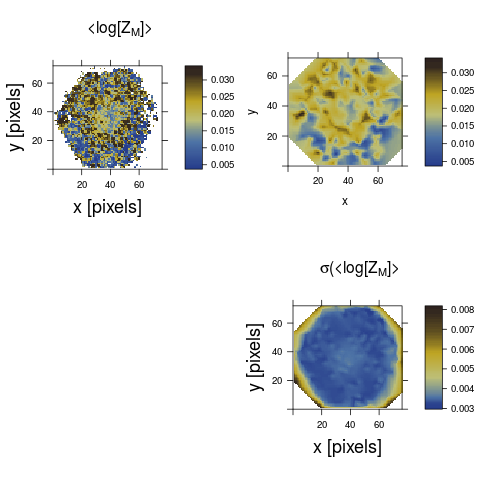 <log[Z_M]>
60
40
20
20 40 60
x [pixels]
y [pixels]
0.030
0.025
0.020
0.015
0.010
0.005
60
40
20
20 40 60
x
y
0.030
0.025
0.020
0.015
0.010
0.005
σ(<log[Z_M]>
60
40
20
20 40 60
x [pixels]
y [pixels]
0.008
0.007
0.006
0.005
0.004
0.003